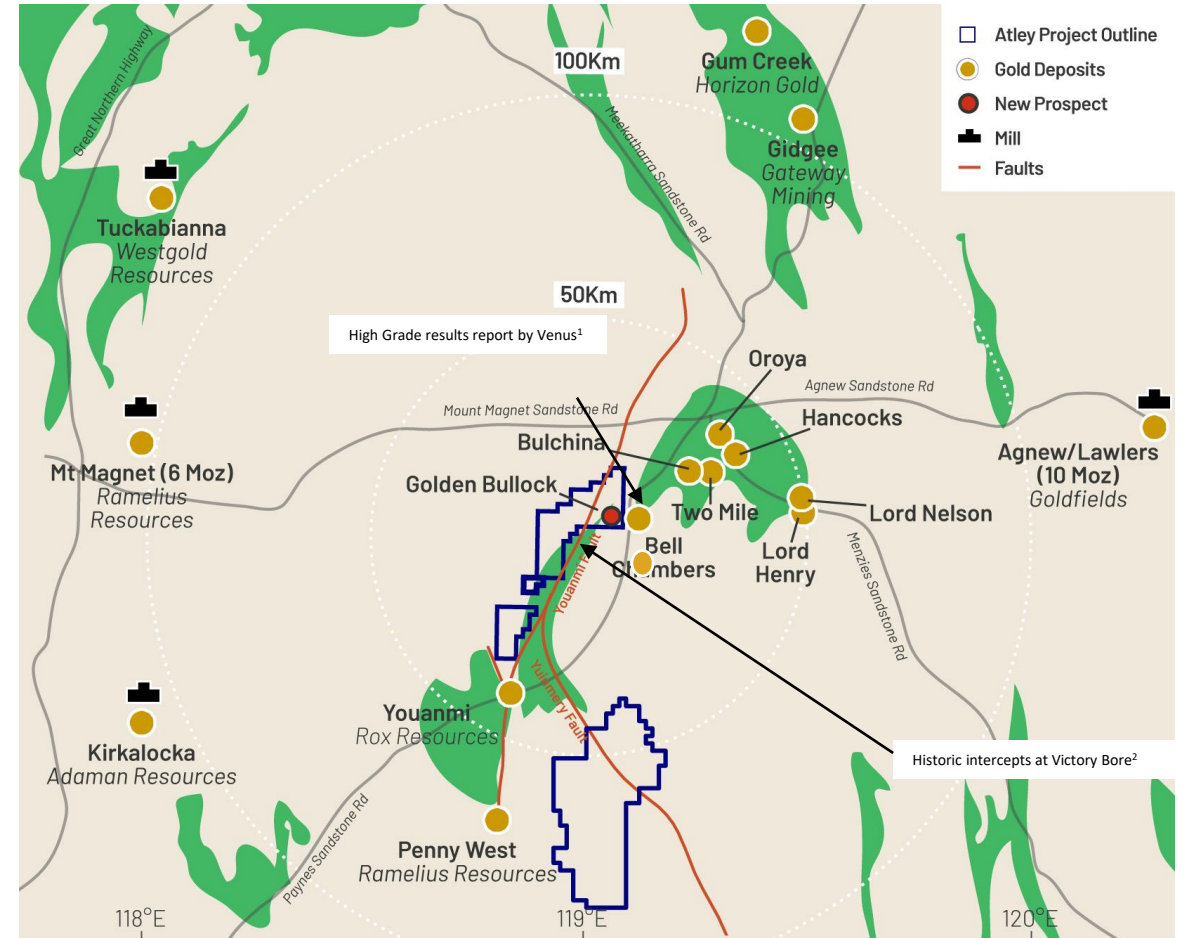 Great Northern Highway
100Km
Gum Creek
Horizon Gold
Atley Project Outline
Gold Deposits
New Prospect
Mill
Faults
Meekatharra Sandstone Rd
Gidgee
Gateway
Mining
Tuckabianna
Westgold
Resources
50Km
High Grade results report by Venus¹
Oroya
Agnew Sandstone Rd
Mount Magnet Sandstone Rd
Hancocks
Bulchina
Mt Magnet (6 Moz)
Ramelius
Resources
Agnew/Lawlers
(10 Moz)
Goldfields
Golden Bullock
Two Mile
Lord Nelson
Bell
Chambers
Lord
Henry
Menzies Sandstone Rd
Youanmi Fault
Yuinmery Fault
Youanmi
Rox Resources
Kirkalocka
Adaman Resources
Historic intercepts at Victory Bore²
Paynes Sandstone Rd
Penny West
Ramelius Resources
118°E
119°E
120°E